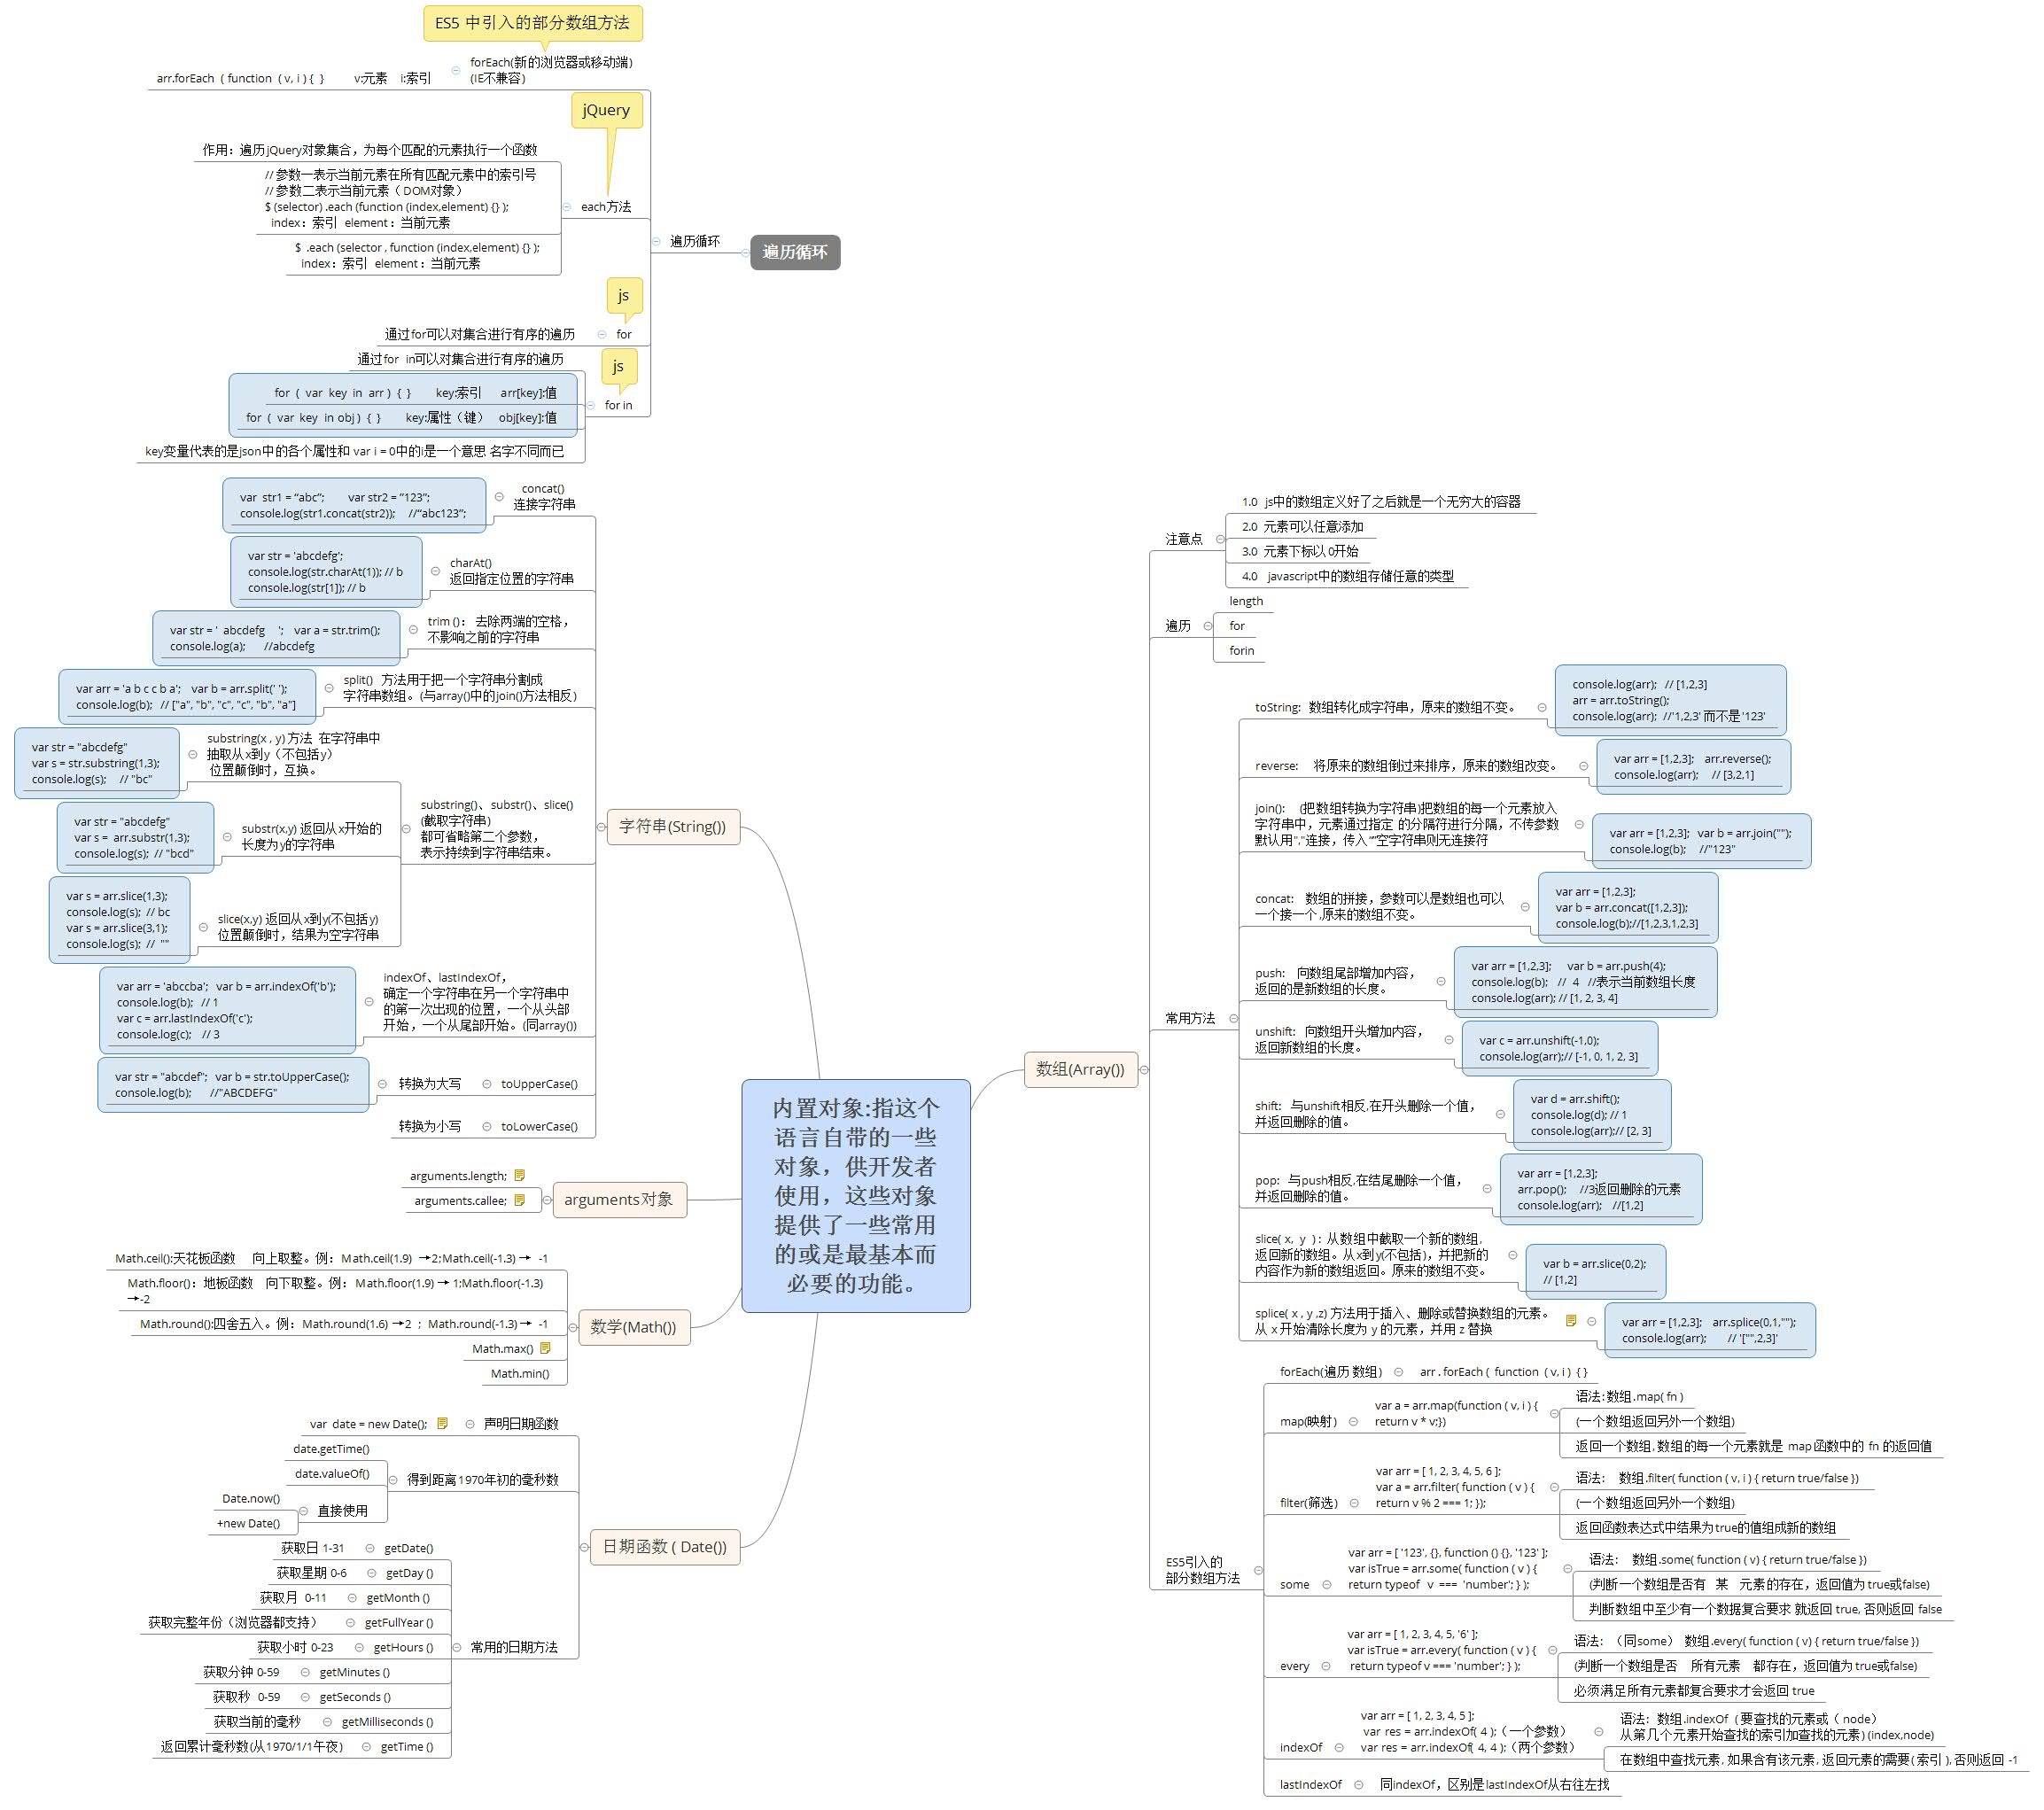 ES5 中引入的部分数组方法
forEach(新的浏览器或移动端)
(IE不兼容)
arr.forEach ( function ( v, i ) { } v:元素 i:索引
jQuery
作用：遍历jQuery对象集合，为每个匹配的元素执行一个函数
// 参数一表示当前元素在所有匹配元素中的索引号
// 参数二表示当前元素（ DOM对象）
$ (selector) .each (function (index,element) {} );
index：索引 element：当前元素
each方法
$ .each (selector , function (index,element) {} );
index：索引 element：当前元素
遍历循环
遍历循环
js
通过for可以对集合进行有序的遍历
for
通过for in可以对集合进行有序的遍历
js
for ( var key in arr ) { } key:索引 arr[key]:值
for ( var key in obj ) { } key:属性（键） obj[key]:值
for in
key变量代表的是json中的各个属性和 var i = 0中的i是一个意思 名字不同而已
var str1 = “abc”; var str2 = ”123”;
console.log(str1.concat(str2)); //“abc123”;
concat()
连接字符串
var str = 'abcdefg';
console.log(str.charAt(1)); // b
console.log(str[1]); // b
charAt()
返回指定位置的字符串
var str = ' abcdefg '; var a = str.trim();
console.log(a); //abcdefg
trim ()： 去除两端的空格，
不影响之前的字符串
var arr = 'a b c c b a'; var b = arr.split(' ');
console.log(b); // ["a", "b", "c", "c", "b", "a"]
split() 方法用于把一个字符串分割成
字符串数组。(与array()中的join()方法相反)
var str = "abcdefg"
var s = str.substring(1,3);
console.log(s); // "bc"
substring(x , y) 方法 在字符串中
抽取从x到y（不包括y）
位置颠倒时，互换。
var str = "abcdefg"
var s = arr.substr(1,3);
console.log(s); // "bcd"
substr(x,y) 返回从x开始的
长度为y的字符串
substring()、substr()、slice()
(截取字符串)
都可省略第二个参数，
表示持续到字符串结束。
var s = arr.slice(1,3);
console.log(s); // bc
var s = arr.slice(3,1);
console.log(s); // ""
slice(x,y) 返回从x到y(不包括y)
位置颠倒时，结果为空字符串
字符串(String())
var arr = 'abccba'; var b = arr.indexOf('b');
console.log(b); // 1
var c = arr.lastIndexOf('c');
console.log(c); // 3
indexOf、lastIndexOf，
确定一个字符串在另一个字符串中
的第一次出现的位置，一个从头部
开始，一个从尾部开始。(同array())
var str = "abcdef"; var b = str.toUpperCase();
console.log(b); //"ABCDEFG"
转换为大写
toUpperCase()
转换为小写
toLowerCase()
arguments.length;
arguments.callee;
arguments对象
Math.ceil():天花板函数 向上取整。例：Math.ceil(1.9) →2;Math.ceil(-1.3) → -1
Math.floor()：地板函数 向下取整。例：Math.floor(1.9) → 1;Math.floor(-1.3)
→-2
Math.round():四舍五入。例：Math.round(1.6) →2 ；Math.round(-1.3) → -1
Math.max()
Math.min()
数学(Math())
var date = new Date();
声明日期函数
date.getTime()
date.valueOf()
得到距离1970年初的毫秒数
Date.now()
+new Date()
直接使用
日期函数 ( Date())
获取日 1-31
getDate()
获取星期 0-6
getDay ()
获取月 0-11
getMonth ()
获取完整年份（浏览器都支持）
getFullYear ()
获取小时 0-23
getHours ()
常用的日期方法
获取分钟 0-59
getMinutes ()
获取秒 0-59
getSeconds ()
获取当前的毫秒
getMilliseconds ()
返回累计毫秒数(从1970/1/1午夜)
getTime ()
内置对象:指这个
语言自带的一些
对象，供开发者
使用，这些对象
提供了一些常用
的或是最基本而
必要的功能。
数组(Array())
注意点
1.0 js中的数组定义好了之后就是一个无穷大的容器
2.0 元素可以任意添加
3.0 元素下标以 0开始
4.0 javascript中的数组存储任意的类型
遍历
length
for
forin
常用方法
toString: 数组转化成字符串，原来的数组不变。
console.log(arr); // [1,2,3]
arr = arr.toString();
console.log(arr); //'1,2,3' 而不是 '123'
reverse: 将原来的数组倒过来排序，原来的数组改变。
var arr = [1,2,3]; arr.reverse();
console.log(arr); // [3,2,1]
join(): (把数组转换为字符串)把数组的每一个元素放入
字符串中，元素通过指定 的分隔符进行分隔，不传参数
默认用","连接，传入""空字符串则无连接符
var arr = [1,2,3]; var b = arr.join("");
console.log(b); //"123"
concat: 数组的拼接，参数可以是数组也可以
一个接一个.原来的数组不变。
var arr = [1,2,3];
var b = arr.concat([1,2,3]);
console.log(b);//[1,2,3,1,2,3]
push: 向数组尾部增加内容，
返回的是新数组的长度。
var arr = [1,2,3]; var b = arr.push(4);
console.log(b); // 4 //表示当前数组长度
console.log(arr); // [1, 2, 3, 4]
unshift: 向数组开头增加内容，
返回新数组的长度。
var c = arr.unshift(-1,0);
console.log(arr);// [-1, 0, 1, 2, 3]
shift: 与unshift相反,在开头删除一个值，
并返回删除的值。
var d = arr.shift();
console.log(d); // 1
console.log(arr);// [2, 3]
pop: 与push相反,在结尾删除一个值，
并返回删除的值。
var arr = [1,2,3];
arr.pop(); //3返回删除的元素
console.log(arr); //[1,2]
slice( x, y )：从数组中截取一个新的数组,
返回新的数组。从x到y(不包括)，并把新的
内容作为新的数组返回。原来的数组不变。
var b = arr.slice(0,2);
// [1,2]
splice( x , y ,z) 方法用于插入、删除或替换数组的元素。
从 x 开始清除长度为 y 的元素，并用 z 替换
var arr = [1,2,3]; arr.splice(0,1,"");
console.log(arr); // '["",2,3]'
ES5引入的
部分数组方法
forEach(遍历 数组)
arr . forEach ( function ( v, i ) { }
map(映射)
var a = arr.map(function ( v, i ) {
return v * v;})
语法:数组.map( fn )
(一个数组返回另外一个数组)
返回一个数组, 数组的每一个元素就是 map 函数中的 fn 的返回值
filter(筛选)
var arr = [ 1, 2, 3, 4, 5, 6 ];
var a = arr.filter( function ( v ) {
return v % 2 === 1; });
语法: 数组.filter( function ( v, i ) { return true/false })
(一个数组返回另外一个数组)
返回函数表达式中结果为true的值组成新的数组
some
var arr = [ '123', {}, function () {}, '123' ];
var isTrue = arr.some( function ( v ) {
return typeof v === 'number'; } );
语法: 数组.some( function ( v) { return true/false })
(判断一个数组是否有 某 元素的存在，返回值为true或false)
判断数组中至少有一个数据复合要求 就返回 true, 否则返回 false
every
var arr = [ 1, 2, 3, 4, 5, '6' ];
var isTrue = arr.every( function ( v ) {
return typeof v === 'number'; } );
语法: （同some） 数组.every( function ( v) { return true/false })
(判断一个数组是否 所有元素 都存在，返回值为true或false)
必须满足所有元素都复合要求才会返回 true
indexOf
var arr = [ 1, 2, 3, 4, 5 ];
var res = arr.indexOf( 4 );（一个参数）
var res = arr.indexOf( 4, 4 );（两个参数）
语法: 数组.indexOf（要查找的元素或（ node）
从第几个元素开始查找的索引加查找的元素) (index,node)
在数组中查找元素, 如果含有该元素, 返回元素的需要( 索引 ), 否则返回 -1
lastIndexOf
同indexOf，区别是lastIndexOf从右往左找